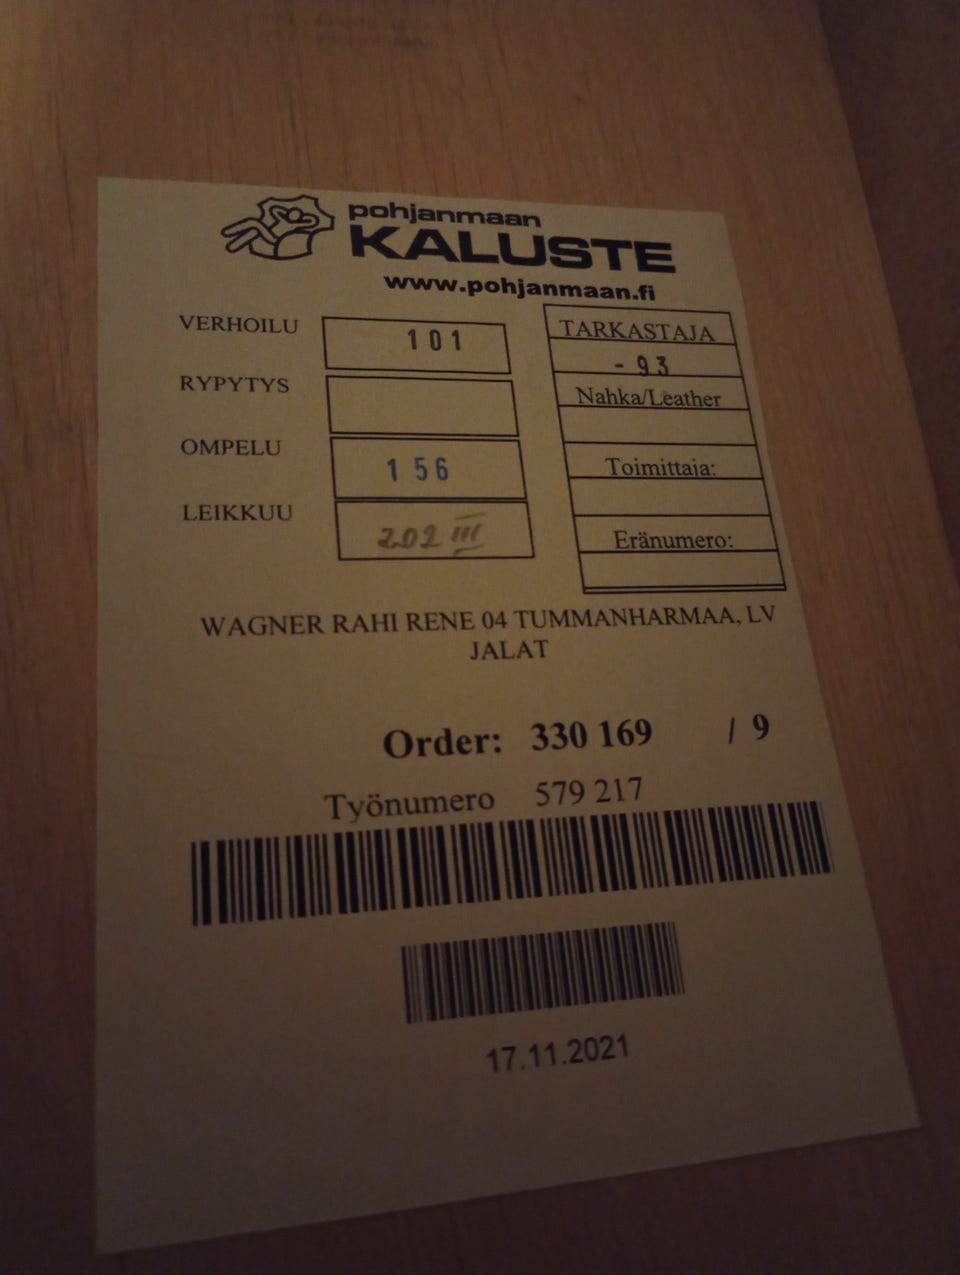 pohjanmaan
KALUSTE
www.pohjanmaan.fi
VERHOILU 101
RYPYTYS
OMPELU 156
LEIKKUU 202 III
TARKASTAJA
- 93
Nahka/Leather
Toimittaja:
Eränumero:
WAGNER RAHI RENE 04 TUMMANHARMAA, LV
JALAT
Order: 330 169 / 9
Työnumero 579 217
17.11.2021